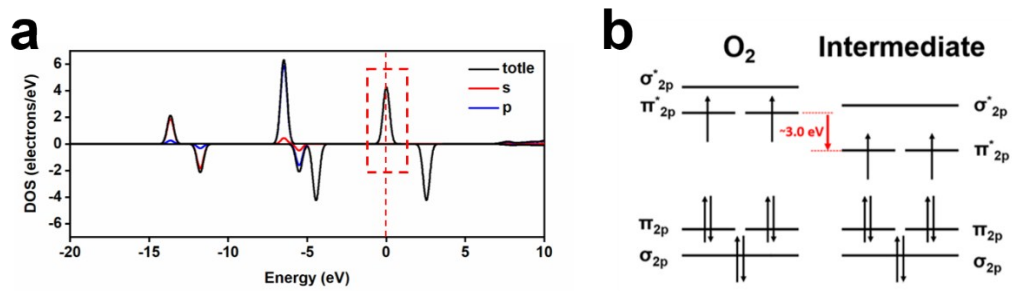 a
DOS (electrons/eV)
6
4
2
0
-2
-4
-6
-20
-15
-10
-5
0
5
10
Energy (eV)
totle
s
p
b
O₂
Intermediate
σ*₂p
π*₂p
~3.0 eV
σ*₂p
π*₂p
π₂p
σ₂p
π₂p
σ₂p